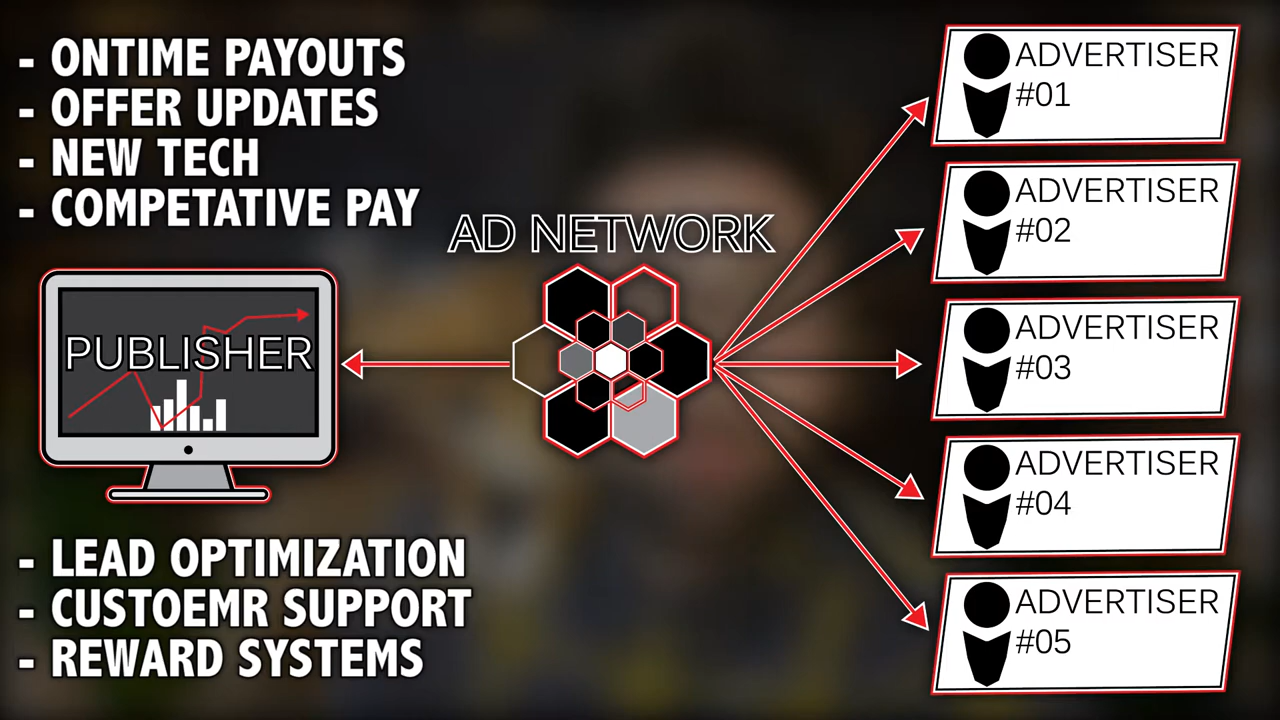 - ONTIME PAYOUTS
- OFFER UPDATES
- NEW TECH
- COMPETATIVE PAY
AD NETWORK
PUBLISHER
- LEAD OPTIMIZATION
- CUSTOEMR SUPPORT
- REWARD SYSTEMS
ADVERTISER
#01
ADVERTISER
#02
ADVERTISER
#03
ADVERTISER
#04
ADVERTISER
#05